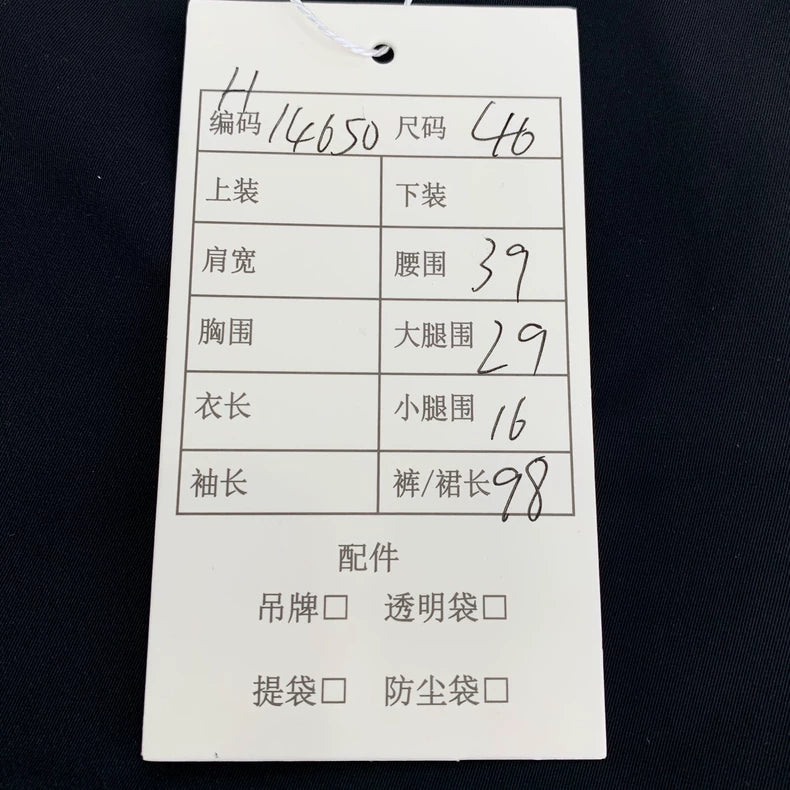 H
编码 14650 尺码 46
上装 下装
肩宽 腰围 39
胸围 大腿围 29
衣长 小腿围 16
袖长 裤/裙长 98
配件
吊牌□ 透明袋□
提袋□ 防尘袋□